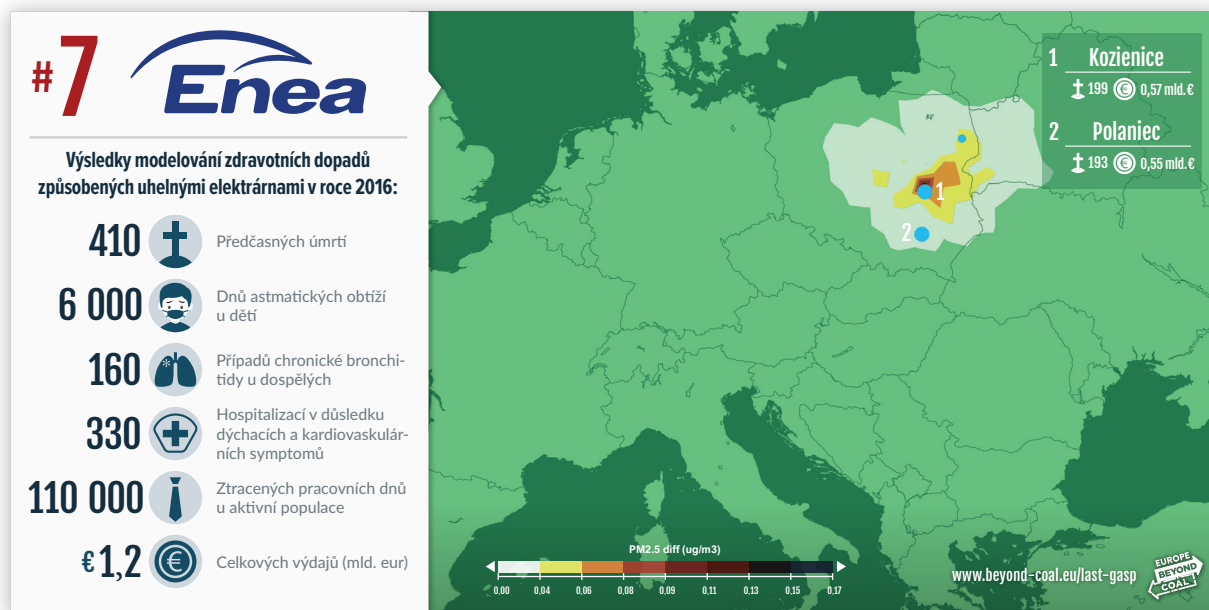 #7 Enea
Výsledky modelování zdravotních dopadů
způsobených uhelnými elektrárnami v roce 2016:
410 Předčasných úmrtí
6 000 Dnů astmatických obtíží
u dětí
160 Případů chronické bronchi-
tidy u dospělých
330 Hospitalizací v důsledku
dýchacích a kardiovaskulár-
ních symptomů
110 000 Ztracených pracovních dnů
u aktivní populace
€ 1,2 Celkových výdajů (mld. eur)
1 Kozienice
199 € 0,57 mld. €
2 Polaniec
193 € 0,55 mld. €
1
2
PM2.5 diff (ug/m3)
0,00 0,04 0,06 0,08 0,09 0,11 0,13 0,15 0,17
www.beyond-coal.eu/last-gasp
EUROPE
BEYOND
COAL